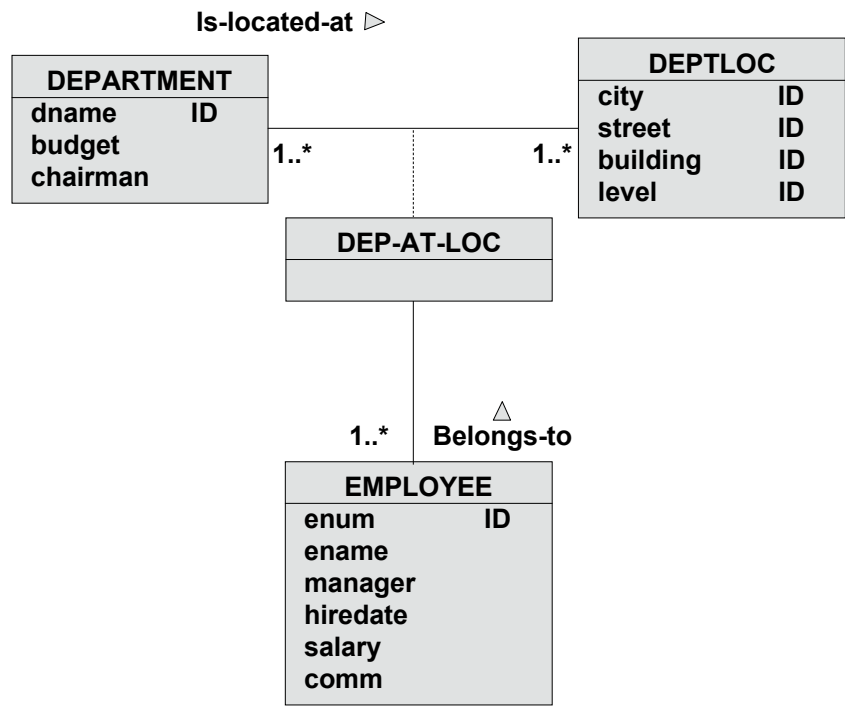 Is-located-at
DEPARTMENT
dname ID
budget
chairman
1..*
1..*
DEPTLOC
city ID
street ID
building ID
level ID
DEP-AT-LOC
1..* Belongs-to
EMPLOYEE
enum ID
ename
manager
hiredate
salary
comm